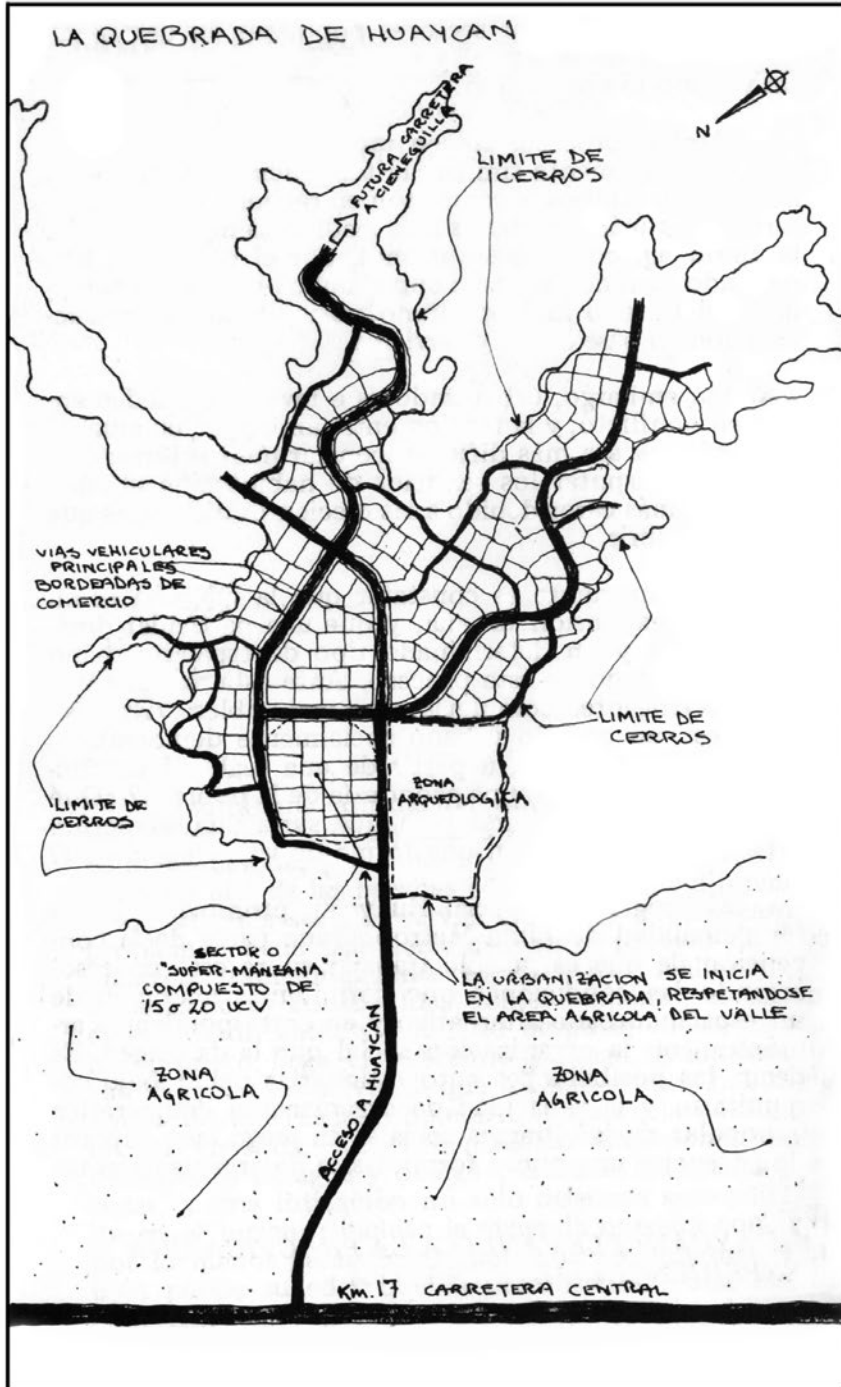 LA QUEBRADA DE HUAYCAN
FUTURA CARRETERA
A CIENEGUILLA
N
LIMITE DE
CERROS
VIAS VEHICULARES
PRINCIPALES
BORDEADAS DE
COMERCIO
LIMITE DE
CERROS
ZONA
ARQUEOLOGICA
LIMITE DE
CERROS
SECTOR O
"SUPER-MANZANA"
COMPUESTO DE
15 o 20 UCV
LA URBANIZACION SE INICIA
EN LA QUEBRADA RESPETANDOSE
EL AREA AGRICOLA DEL VALLE.
ZONA
AGRICOLA
ACCESO A HUAYCAN
ZONA
AGRICOLA
Km.17 CARRETERA CENTRAL